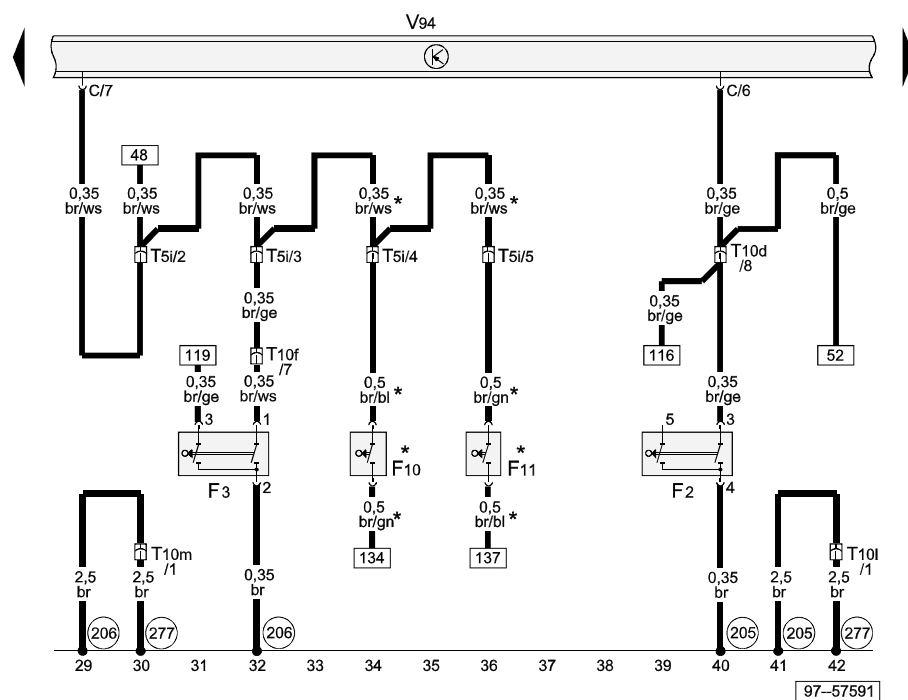 V94
C/7
C/6
48
0,35
br/ws
0,35
br/ws
0,35
br/ws
0,35
br/ws*
0,35
br/ws*
0,35
br/ge
0,5
br/ge
T5i/2
T5i/3
T5i/4
T5i/5
T10d
/8
0,35
br/ge
0,35
br/ge
119
T10f
/7
116
52
0,35
br/ge
0,35
br/ws
0,5
br/bl*
0,5
br/gn*
0,35
br/ge
3
1
5
3
*
F10
*
F11
F3
2
F2
4
0,5
br/gn*
0,5
br/bl*
T10m
/1
134
137
T10l
/1
2,5
br
2,5
br
0,35
br
0,35
br
2,5
br
2,5
br
206
277
206
205
205
277
29 30 31 32 33 34 35 36 37 38 39 40 41 42
97--57591